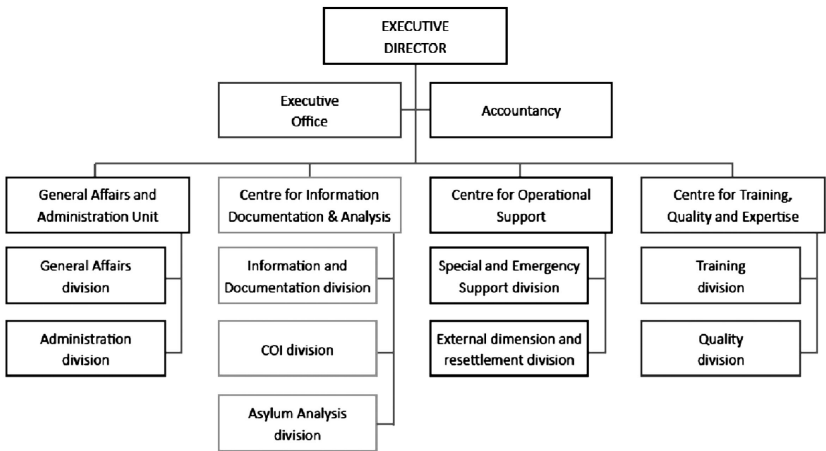 EXECUTIVE
DIRECTOR
Executive
Office
Accountancy
General Affairs and
Administration Unit
Centre for Information
Documentation & Analysis
Centre for Operational
Support
Centre for Training,
Quality and Expertise
General Affairs
division
Information and
Documentation division
Special and Emergency
Support division
Training
division
Administration
division
COI division
External dimension and
resettlement division
Quality
division
Asylum Analysis
division